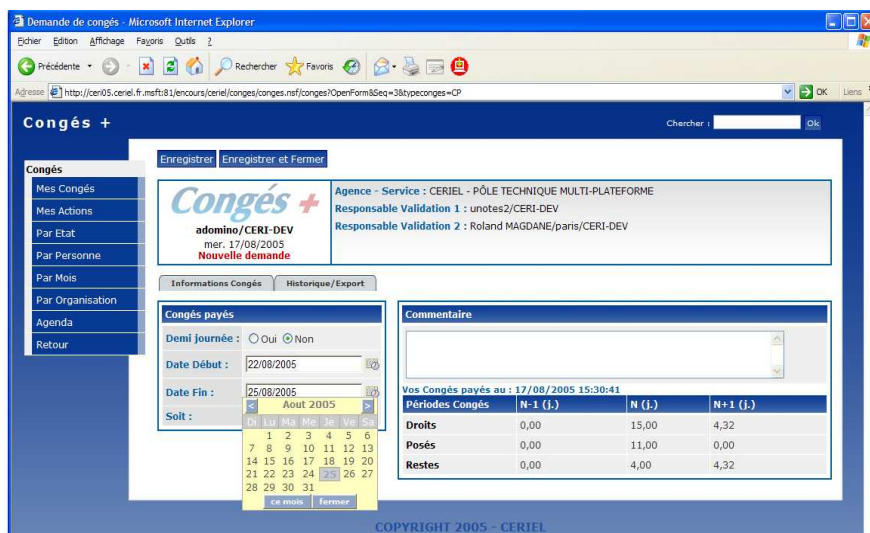 Demande de congés - Microsoft Internet Explorer
Fichier Edition Affichage Favoris Outils ?
Précédente Rechercher Favoris
Adresse http://ceri05.ceriel.fr.msft:81/encours/ceriel/conges/conges.nsf/conges?OpenForm&Seq=3&typeconges=CP OK Liens
Congés + Chercher : Ok
Enregistrer Enregistrer et Fermer
Congés
Mes Congés
Mes Actions
Par Etat
Par Personne
Par Mois
Par Organisation
Agenda
Retour
Congés +
adomino/CERI-DEV
mer. 17/08/2005
Nouvelle demande
Agence - Service : CERIEL - PÔLE TECHNIQUE MULTI-PLATEFORME
Responsable Validation 1 : unotes2/CERI-DEV
Responsable Validation 2 : Roland MAGDANE/paris/CERI-DEV
Informations Congés Historique/Export
Congés payés
Demi journée : Oui Non
Date Début : 22/08/2005
Date Fin : 25/08/2005
Soit :
< Aout 2005 >
Di Lu Ma Me Je Ve Sa
1 2 3 4 5 6
7 8 9 10 11 12 13
14 15 16 17 18 19 20
21 22 23 24 25 26 27
28 29 30 31
ce mois fermer
Commentaire
Vos Congés payés au : 17/08/2005 15:30:41
Périodes Congés N-1 (j.) N (j.) N+1 (j.)
Droits 0,00 15,00 4,32
Posés 0,00 11,00 0,00
Restes 0,00 4,00 4,32
COPYRIGHT 2005 - CERIEL